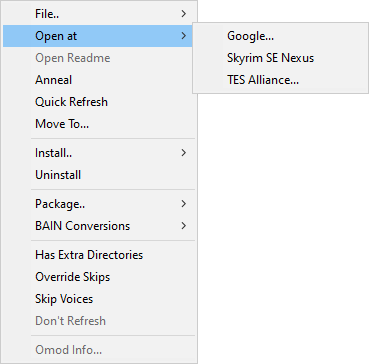 File..
Open at
Open Readme
Anneal
Quick Refresh
Move To...
Install..
Uninstall
Package..
BAIN Conversions
Has Extra Directories
Override Skips
Skip Voices
Don't Refresh
Omod Info...
Google...
Skyrim SE Nexus
TES Alliance...